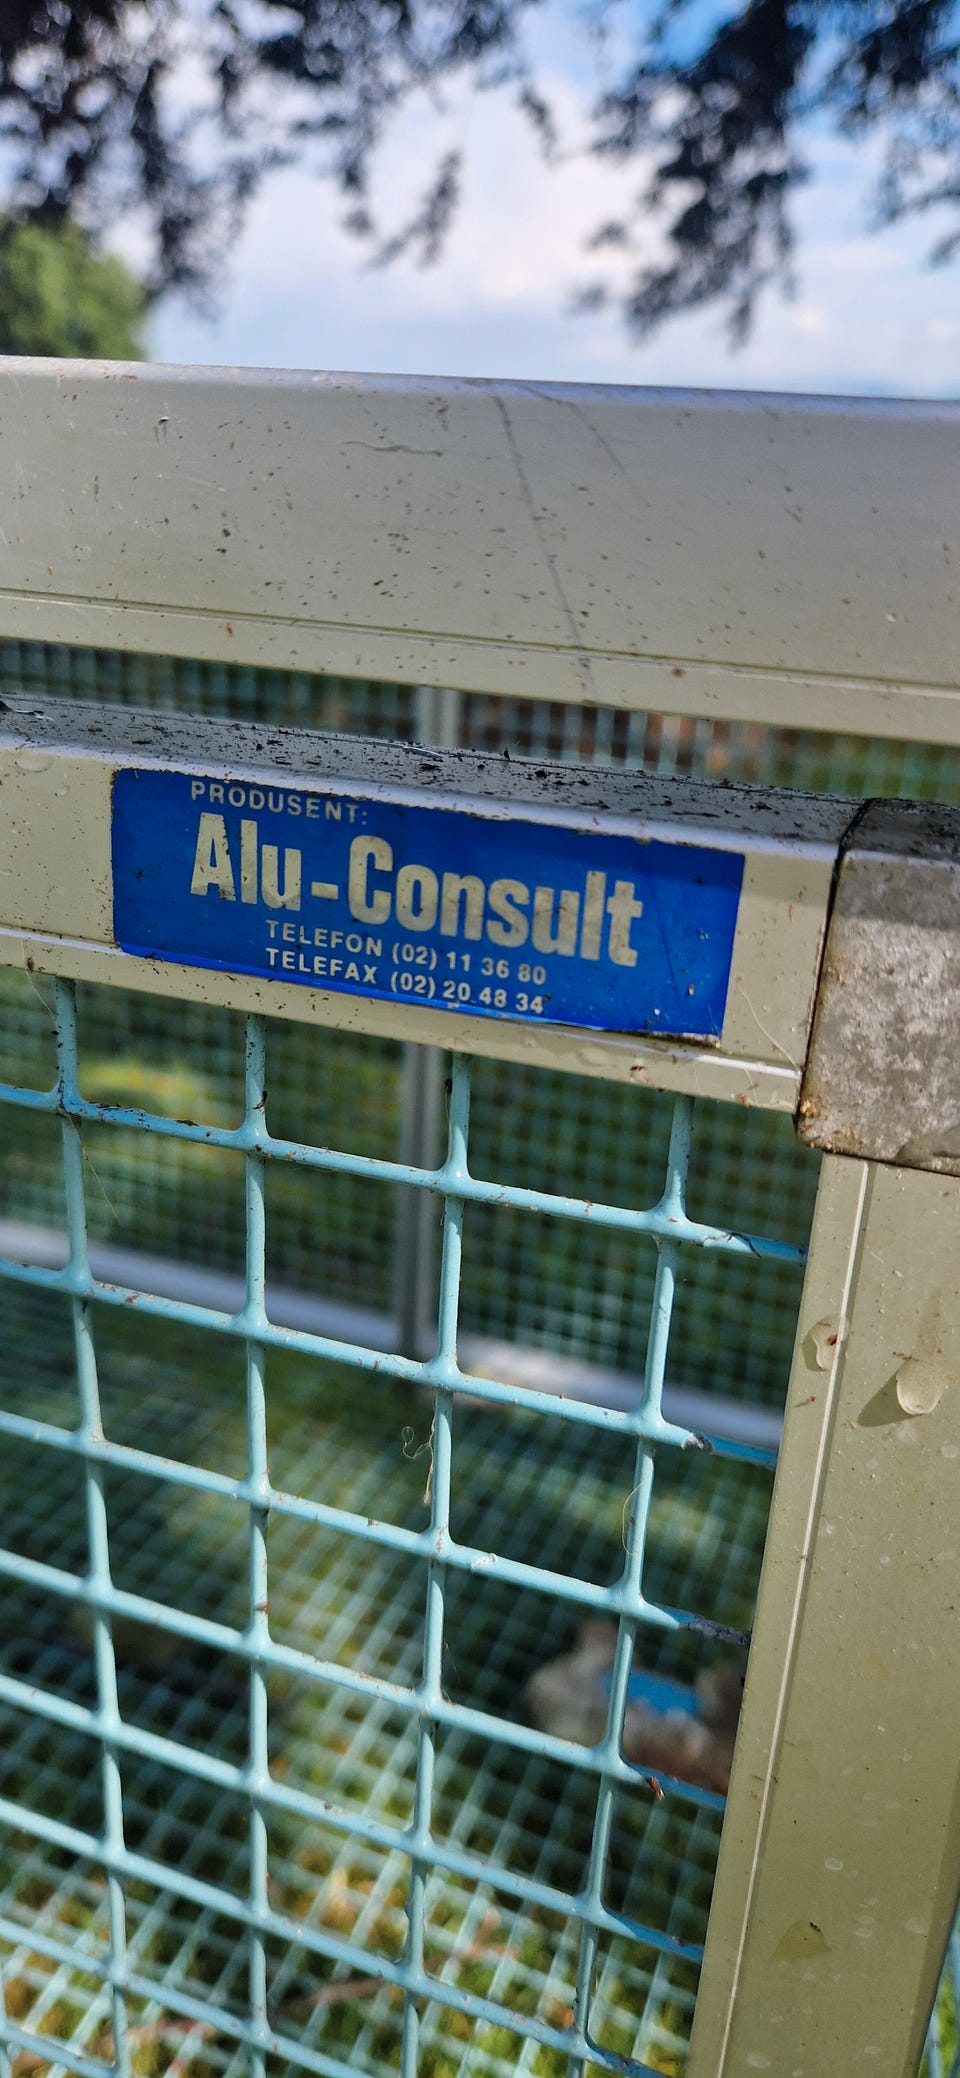 PRODUSENT:
Alu-Consult
TELEFON (02) 11 36 80
TELEFAX (02) 20 48 34